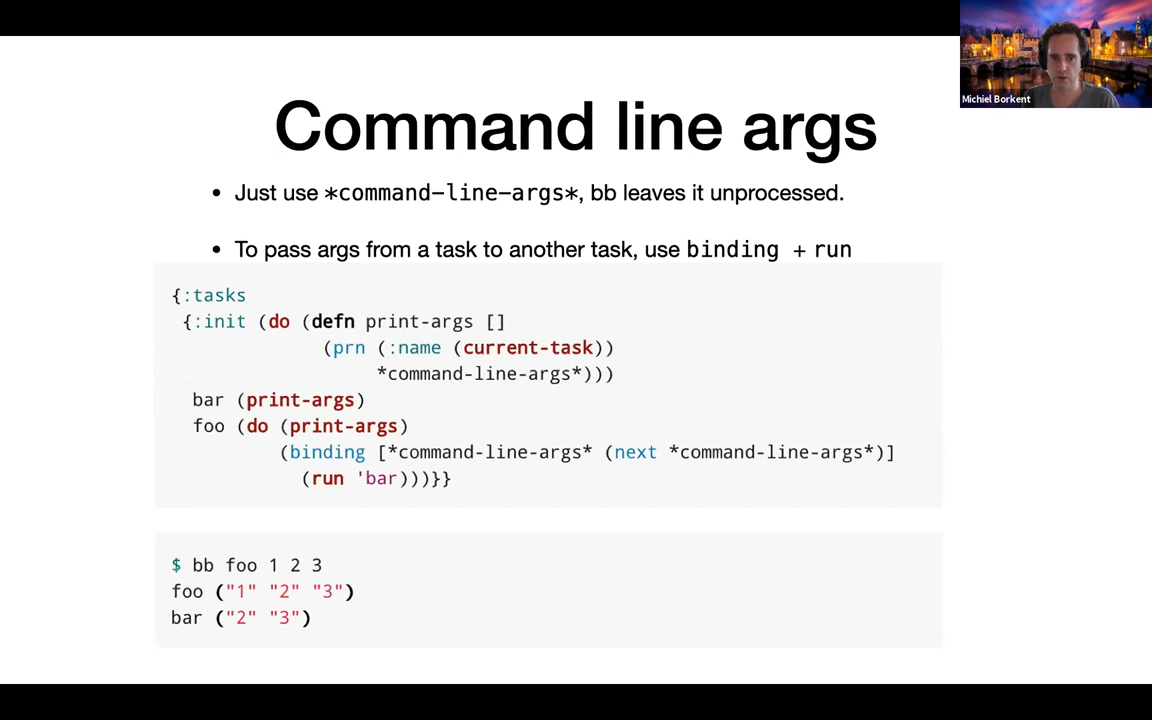 Michiel Borkent
Command line args
• Just use *command-line-args*, bb leaves it unprocessed.
• To pass args from a task to another task, use binding + run
{:tasks
 {:init (do (defn print-args []
              (prn (:name (current-task))
                   *command-line-args*)))
  bar (print-args)
  foo (do (print-args)
          (binding [*command-line-args* (next *command-line-args*)]
            (run 'bar)))}}
$ bb foo 1 2 3
foo ("1" "2" "3")
bar ("2" "3")